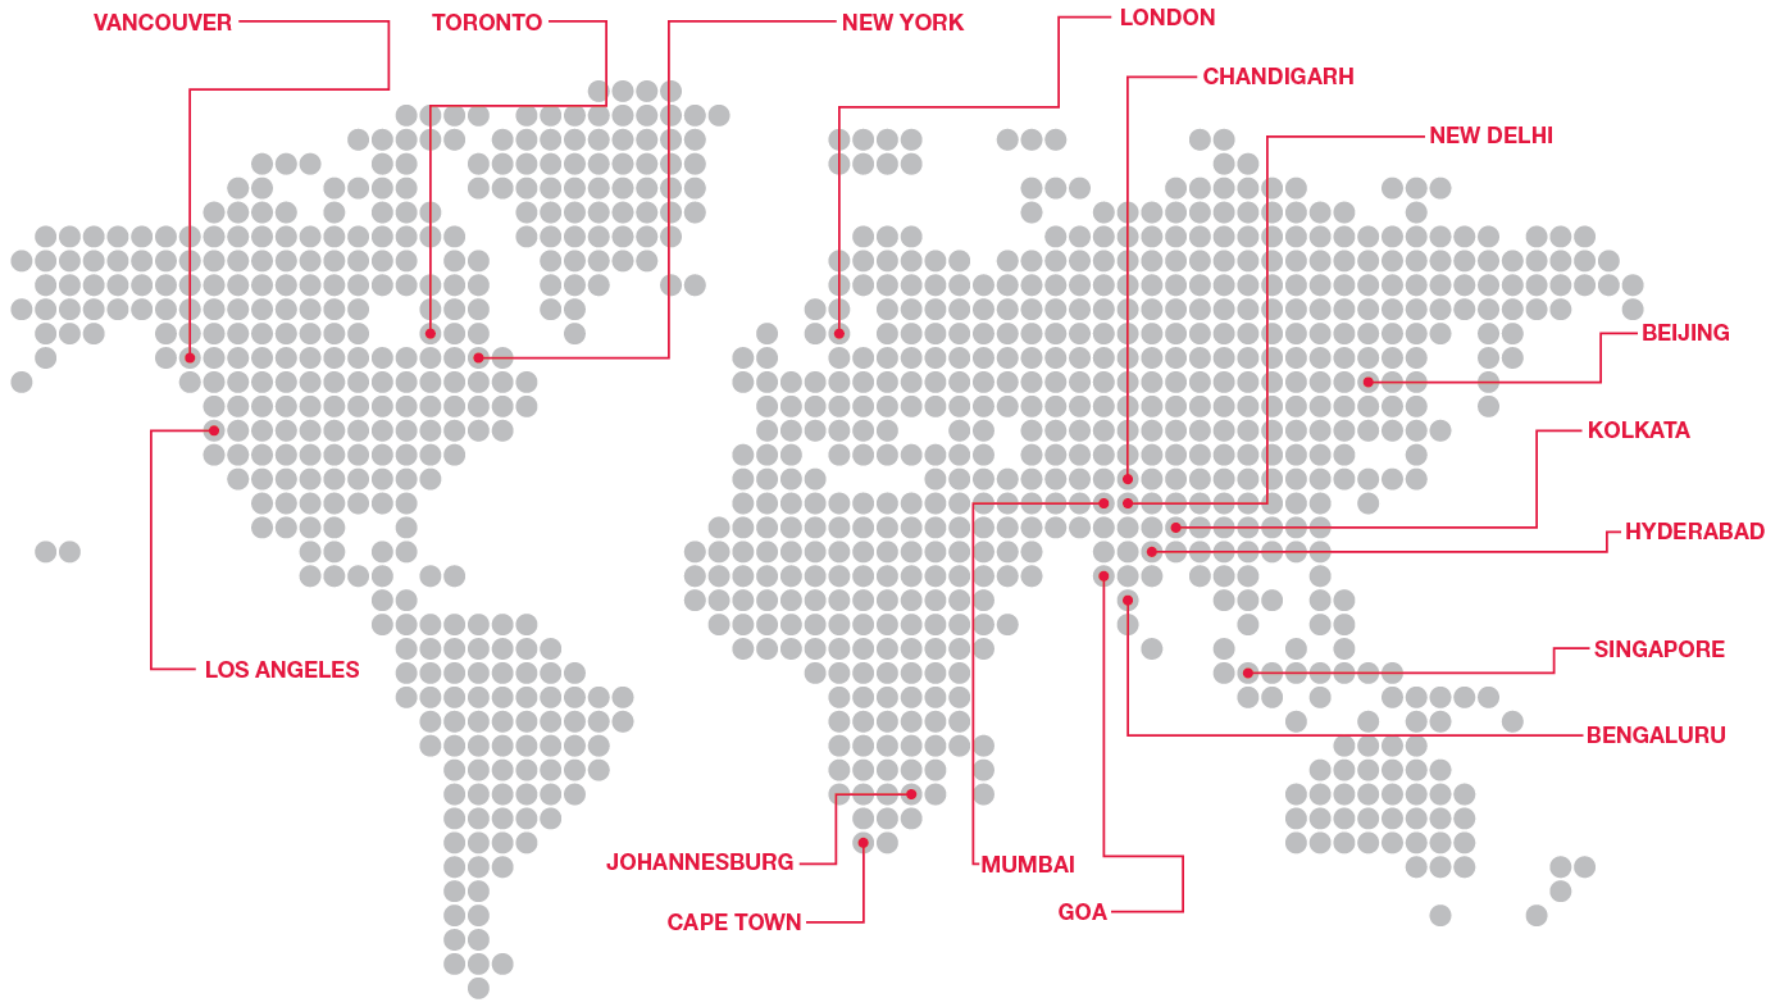 VANCOUVER
TORONTO
NEW YORK
LONDON
CHANDIGARH
NEW DELHI
BEIJING
KOLKATA
HYDERABAD
SINGAPORE
LOS ANGELES
BENGALURU
JOHANNESBURG
MUMBAI
GOA
CAPE TOWN